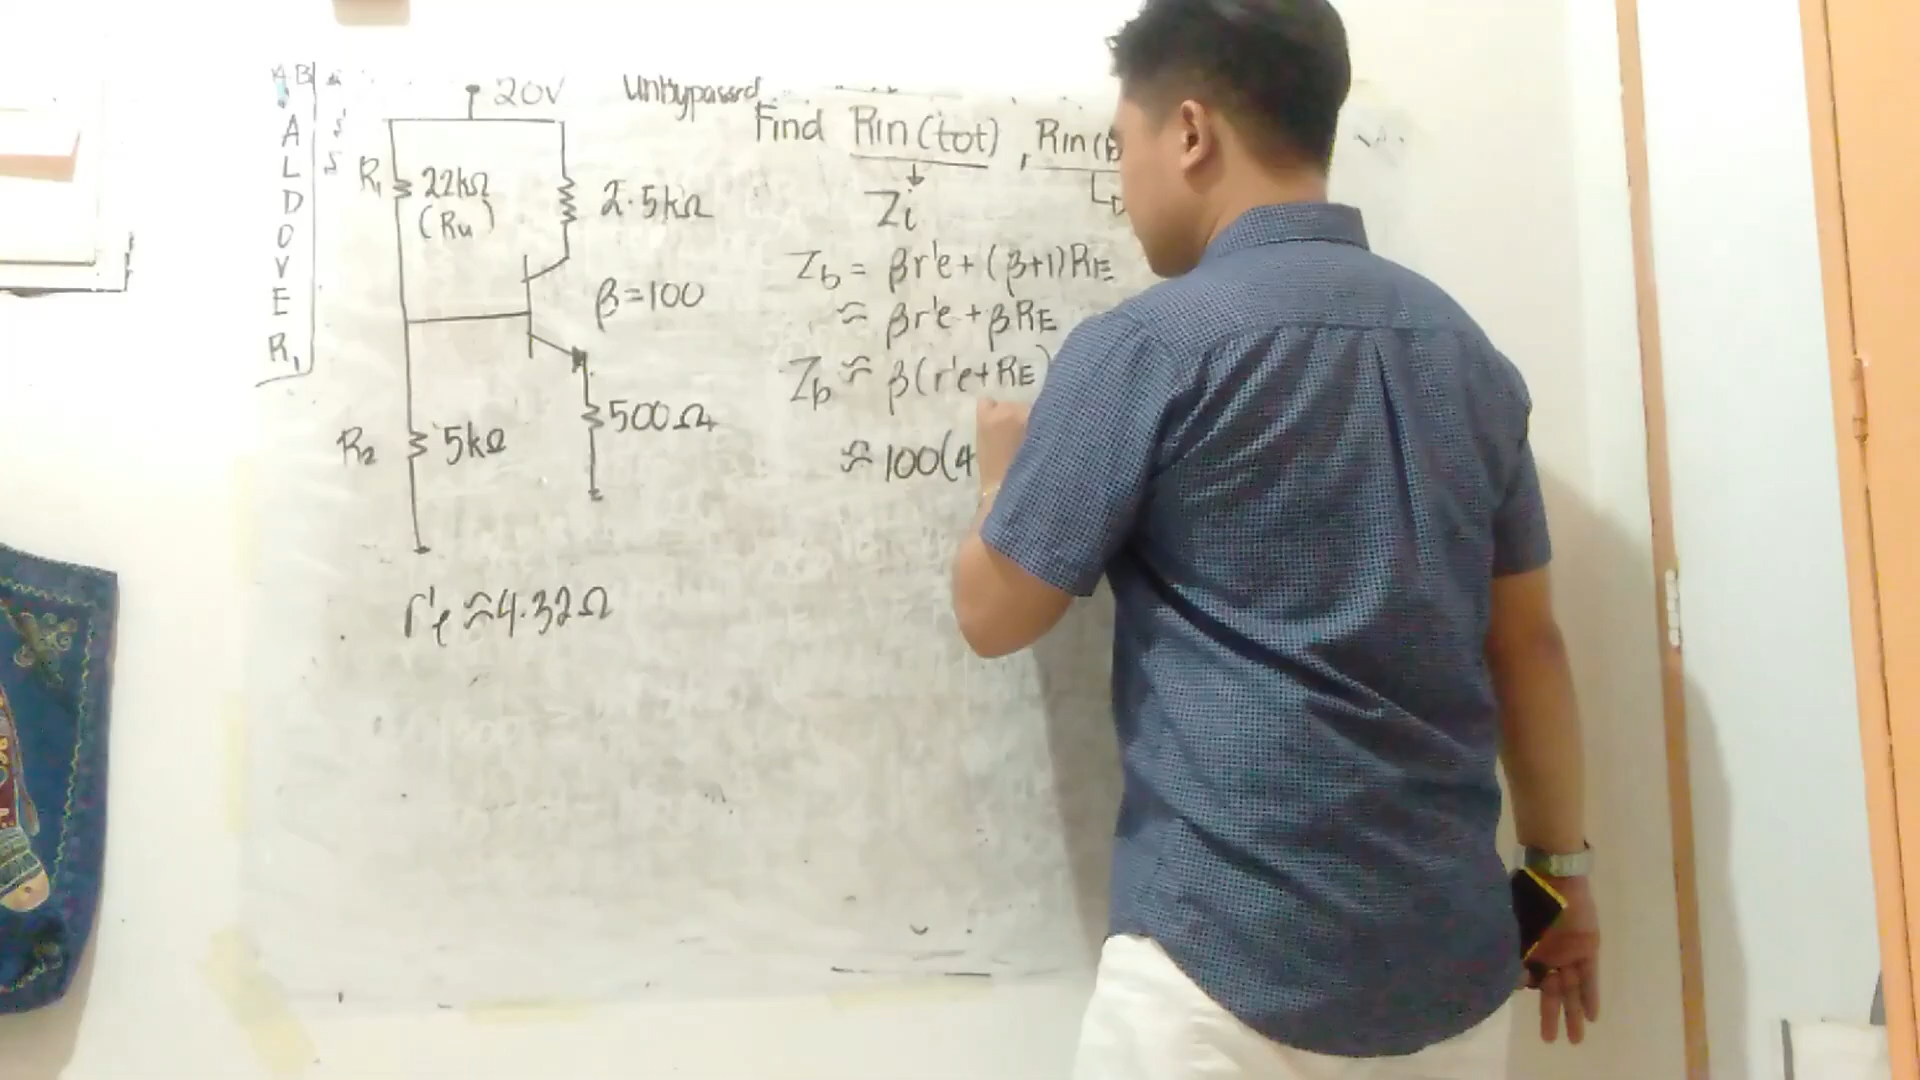 ALDOVER
20V
Unbypassed
R₁ 22kΩ
(Ru)
2.5kΩ
β=100
500Ω
R₂ 5kΩ
r'e ≈ 4.32Ω
Find Rin(tot), Rin(
Zi
Zb = βr'e + (β+1)RE
≈ βr'e + βRE
Zb ≈ β(r'e+RE)
≈ 100(4